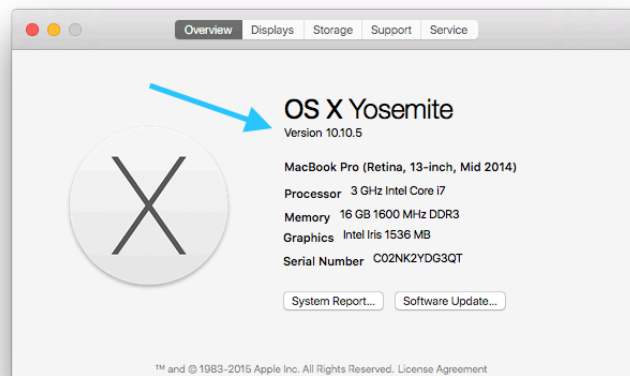 Overview Displays Storage Support Service
OS X Yosemite
Version 10.10.5
MacBook Pro (Retina, 13-inch, Mid 2014)
Processor 3 GHz Intel Core i7
Memory 16 GB 1600 MHz DDR3
Graphics Intel Iris 1536 MB
Serial Number C02NK2YDG3QT
System Report... Software Update...
™ and © 1983-2015 Apple Inc. All Rights Reserved. License Agreement